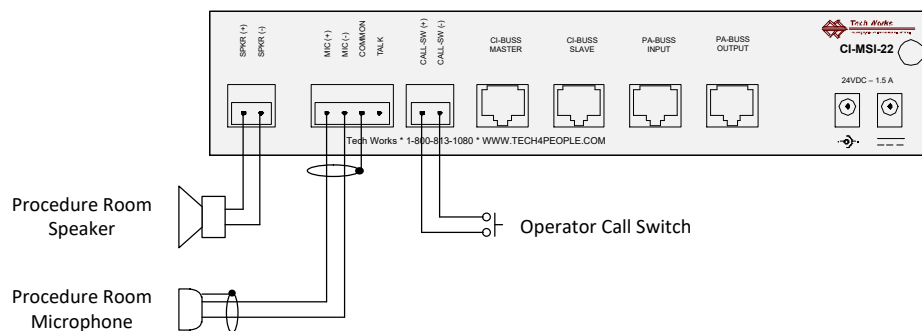 SPKR (+)
SPKR (-)
MIC (+)
MIC (-)
COMMON
TALK
CALL-SW (+)
CALL-SW (-)
CI-BUSS
MASTER
CI-BUSS
SLAVE
PA-BUSS
INPUT
PA-BUSS
OUTPUT
Tech Works
CI-MSI-22
24VDC – 1.5 A
Tech Works * 1-800-813-1080 * WWW.TECH4PEOPLE.COM
Procedure Room
Speaker
Operator Call Switch
Procedure Room
Microphone